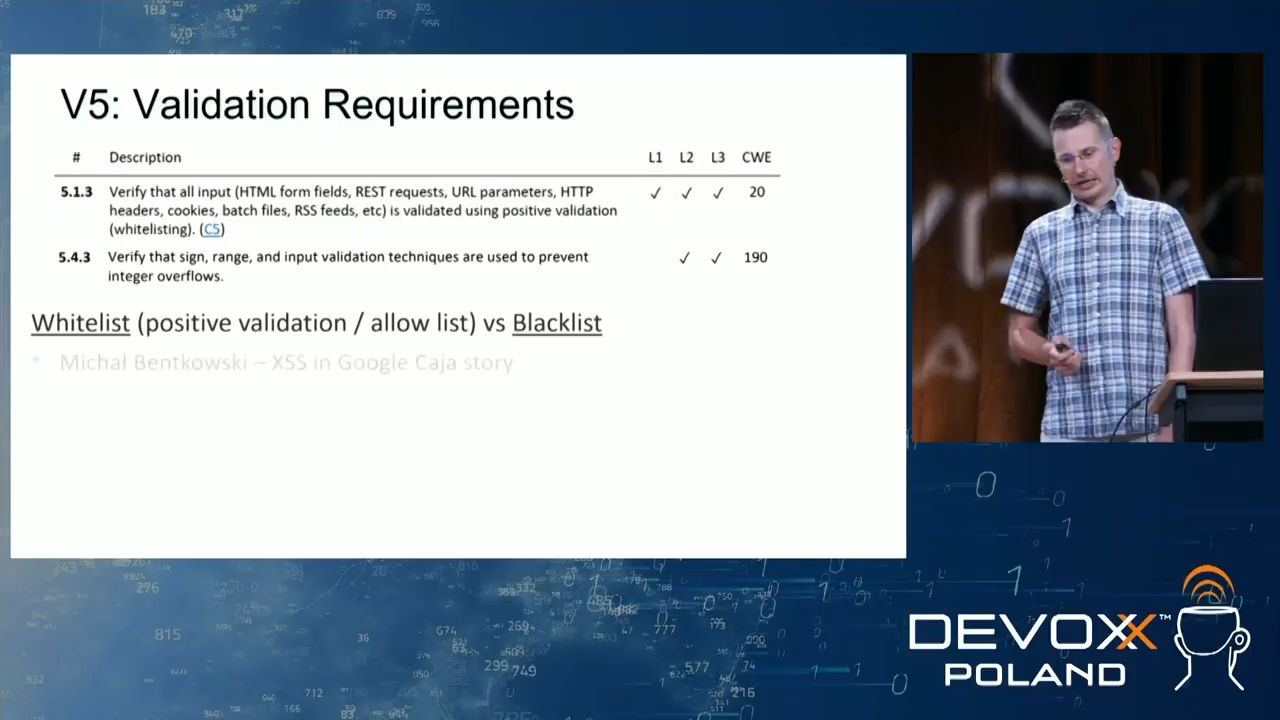 V5: Validation Requirements
# Description L1 L2 L3 CWE
5.1.3 Verify that all input (HTML form fields, REST requests, URL parameters, HTTP ✓ ✓ ✓ 20
headers, cookies, batch files, RSS feeds, etc) is validated using positive validation
(whitelisting). (C5)
5.4.3 Verify that sign, range, and input validation techniques are used to prevent ✓ ✓ 190
integer overflows.
Whitelist (positive validation / allow list) vs Blacklist
• Michał Bentkowski – XSS in Google Caja story
DEVOXX™
POLAND